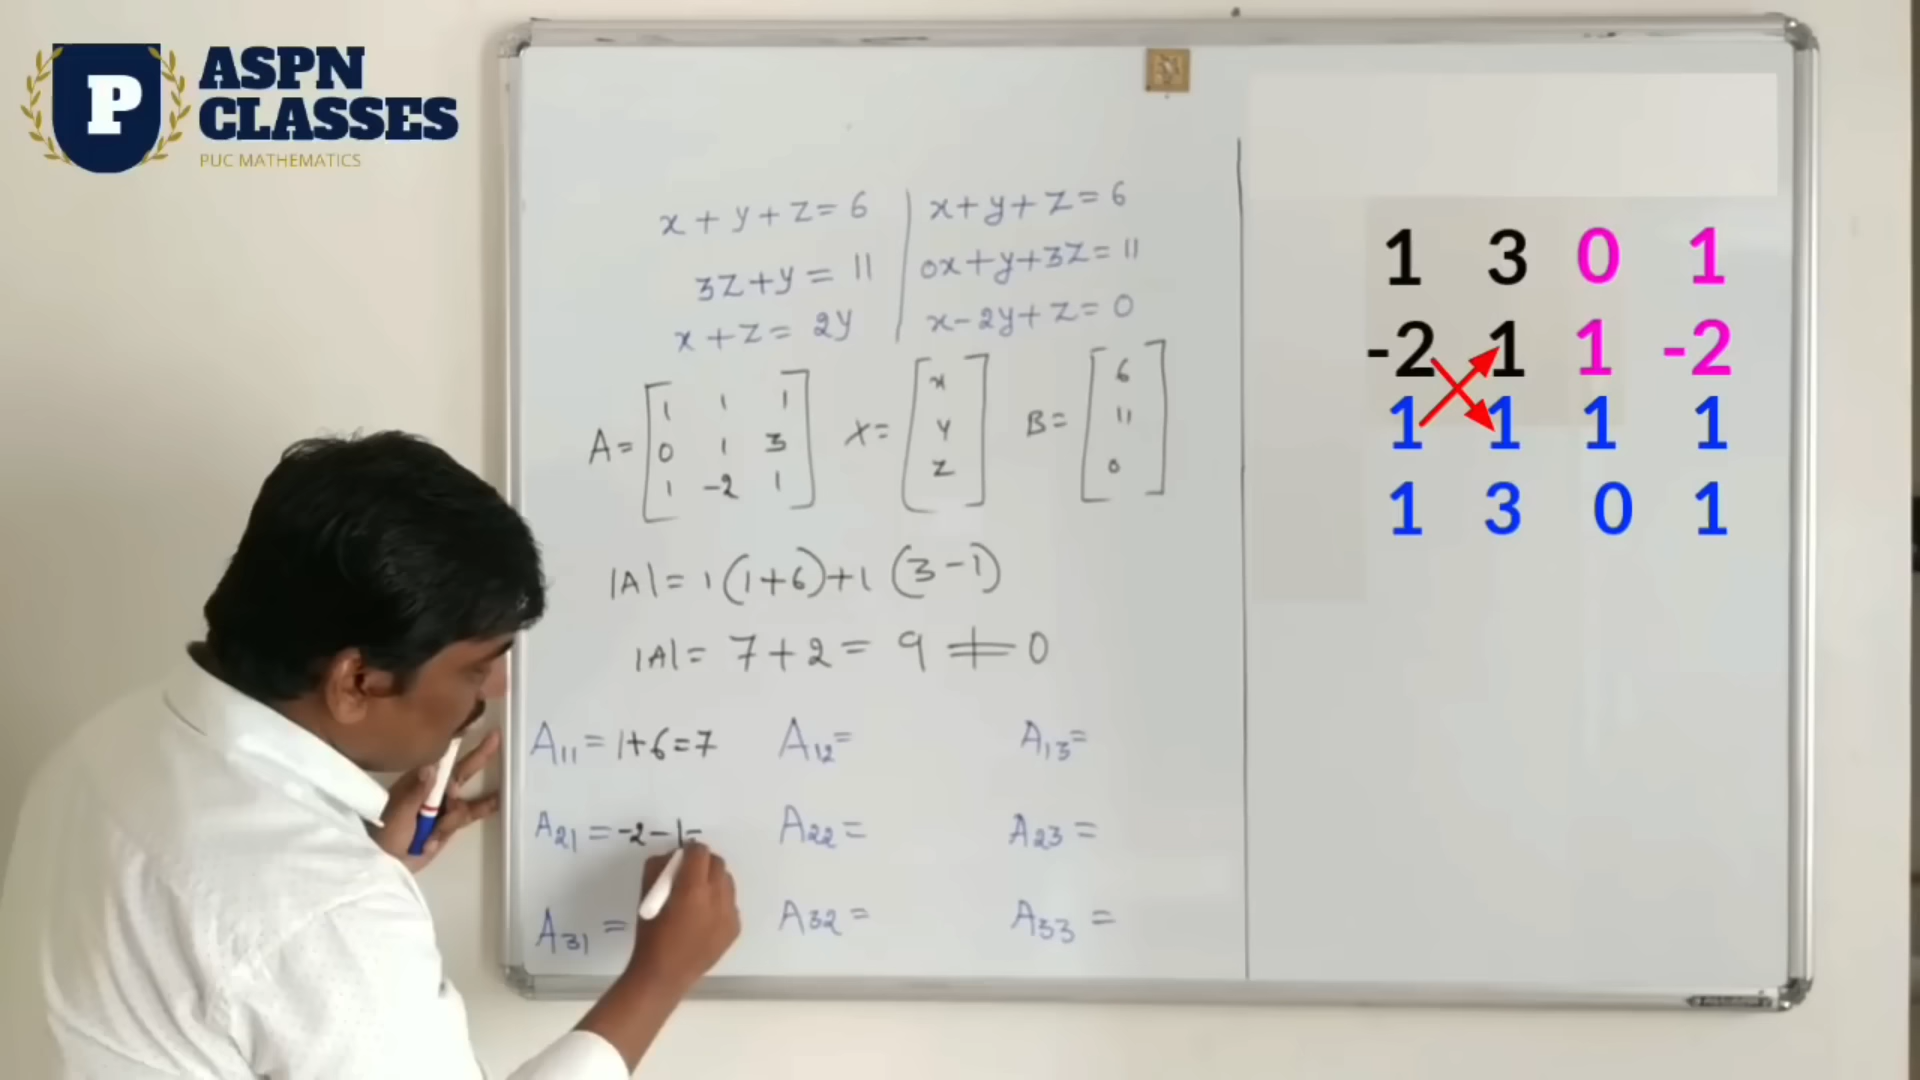 P
ASPN
CLASSES
PUC MATHEMATICS
x + y + z = 6 | x + y + z = 6
3z + y = 11 | 0x + y + 3z = 11
x + z = 2y | x - 2y + z = 0
A = [ 1 1 1
0 1 3
1 -2 1 ]
X = [ x
y
z ]
B = [ 6
11
0 ]
|A| = 1 (1+6) + 1 (3-1)
|A| = 7 + 2 = 9 ≠ 0
A₁₁ = 1+6=7 A₁₂ = A₁₃ =
A₂₁ = -2-1= A₂₂ = A₂₃ =
A₃₁ = A₃₂ = A₃₃ =
1 3 0 1
-2 1 1 -2
1 1 1 1
1 3 0 1